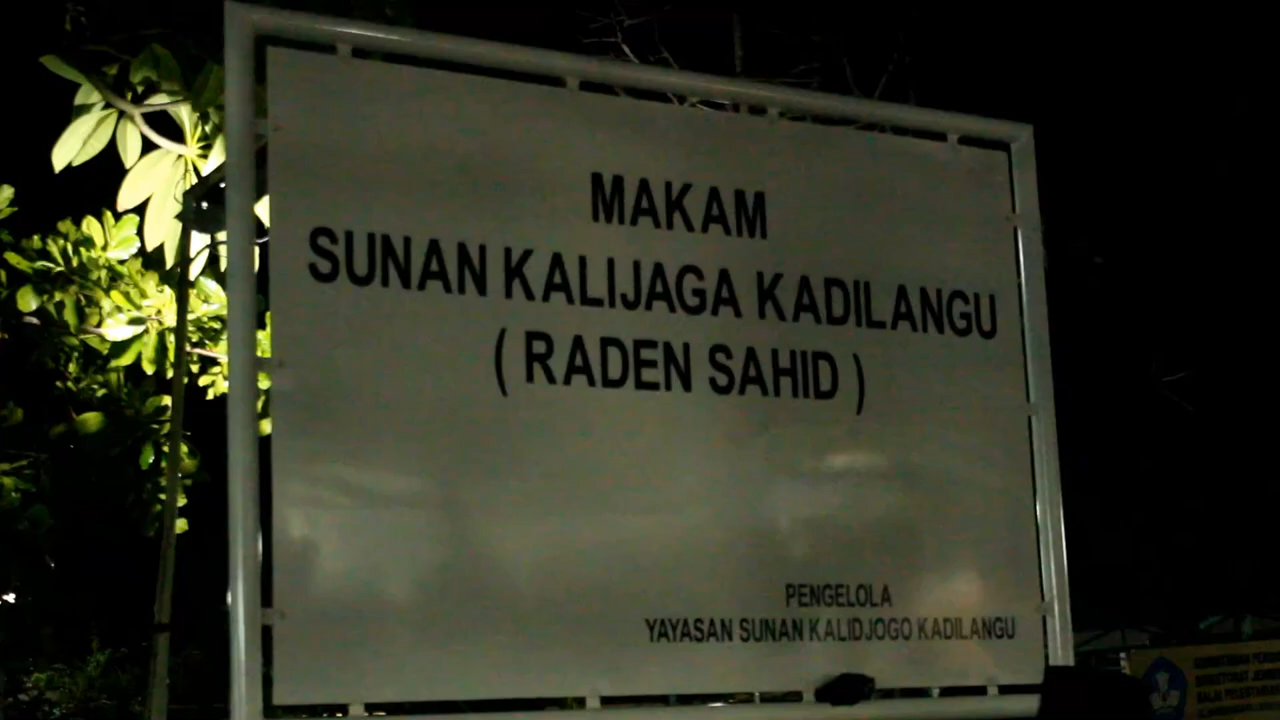 MAKAM
SUNAN KALIJAGA KADILANGU
( RADEN SAHID )
PENGELOLA
YAYASAN SUNAN KALIDJOGO KADILANGU